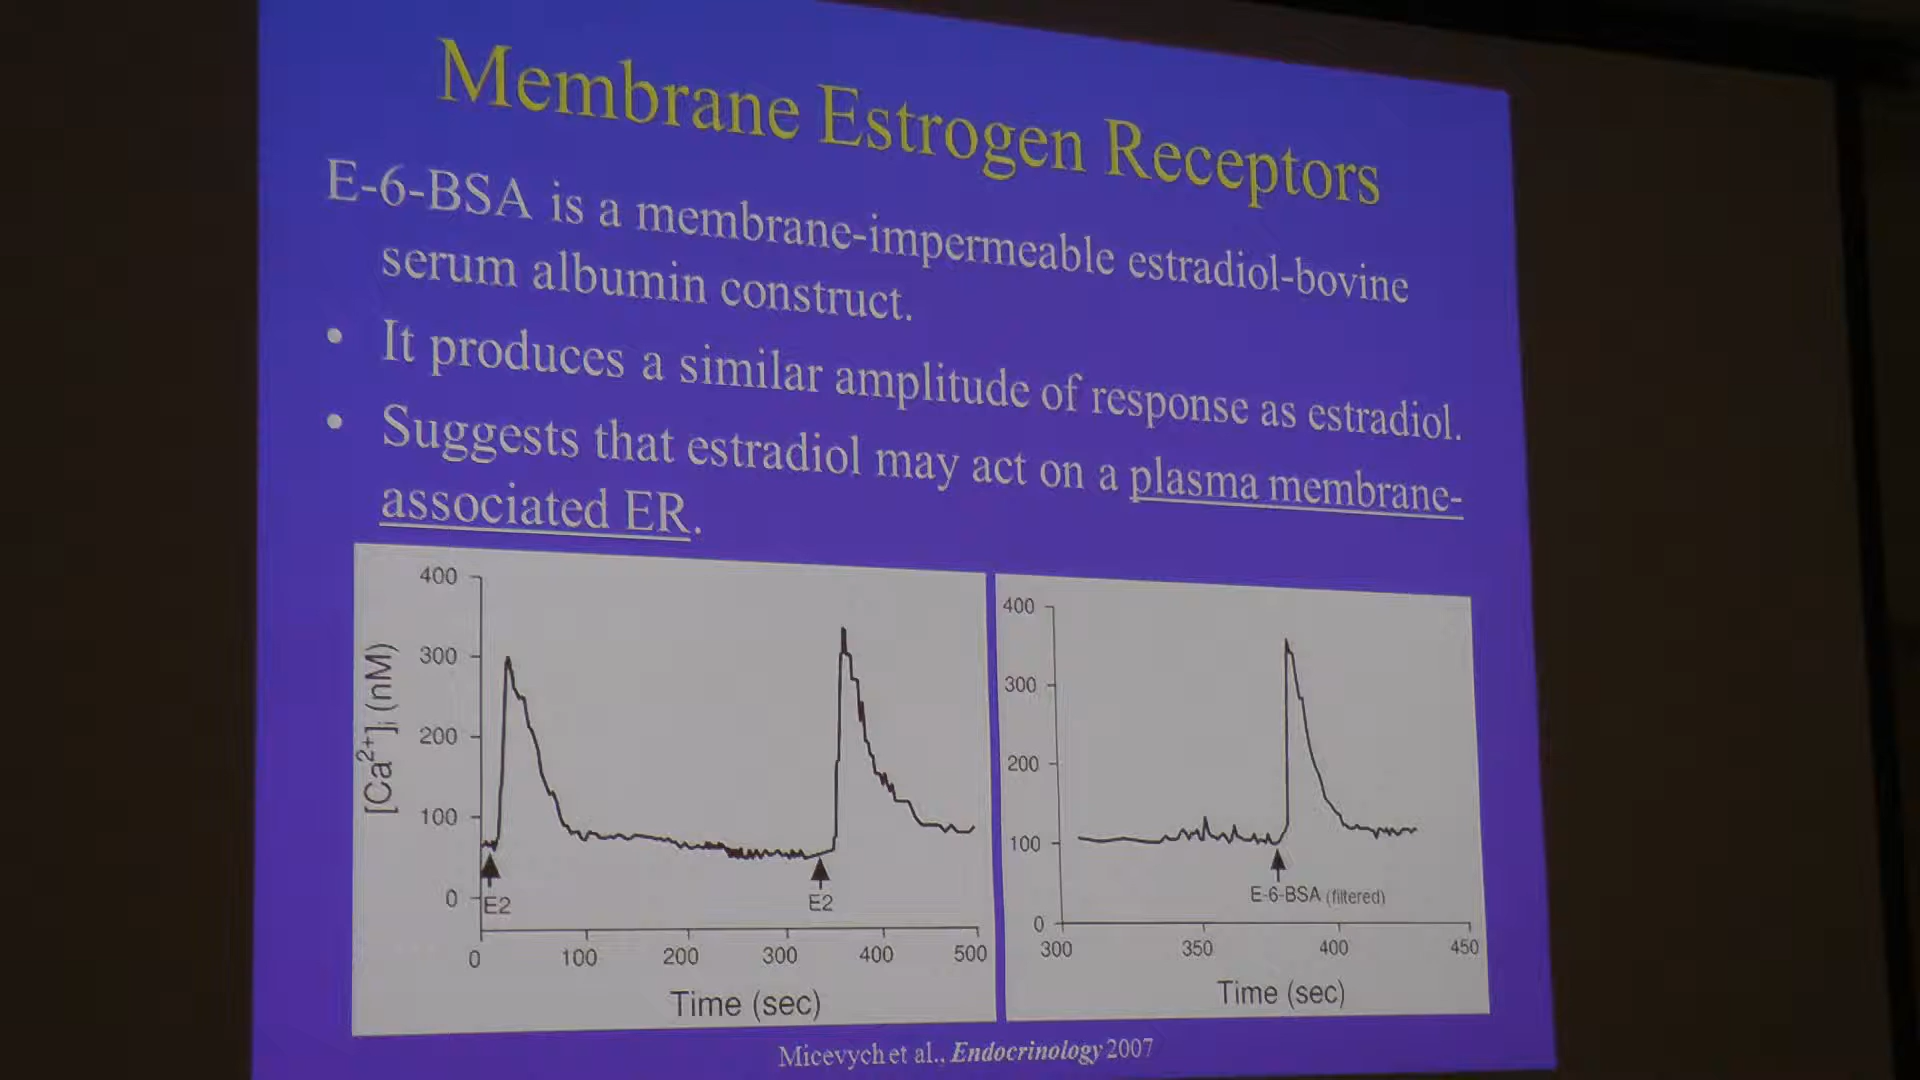 Membrane Estrogen Receptors
E-6-BSA is a membrane-impermeable estradiol-bovine
serum albumin construct.
• It produces a similar amplitude of response as estradiol.
• Suggests that estradiol may act on a plasma membrane-
associated ER.
400
300
200
100
0
[Ca2+]i (nM)
E2
E2
0 100 200 300 400 500
Time (sec)
400
300
200
100
0
E-6-BSA (filtered)
300 350 400 450
Time (sec)
Micevych et al., Endocrinology 2007